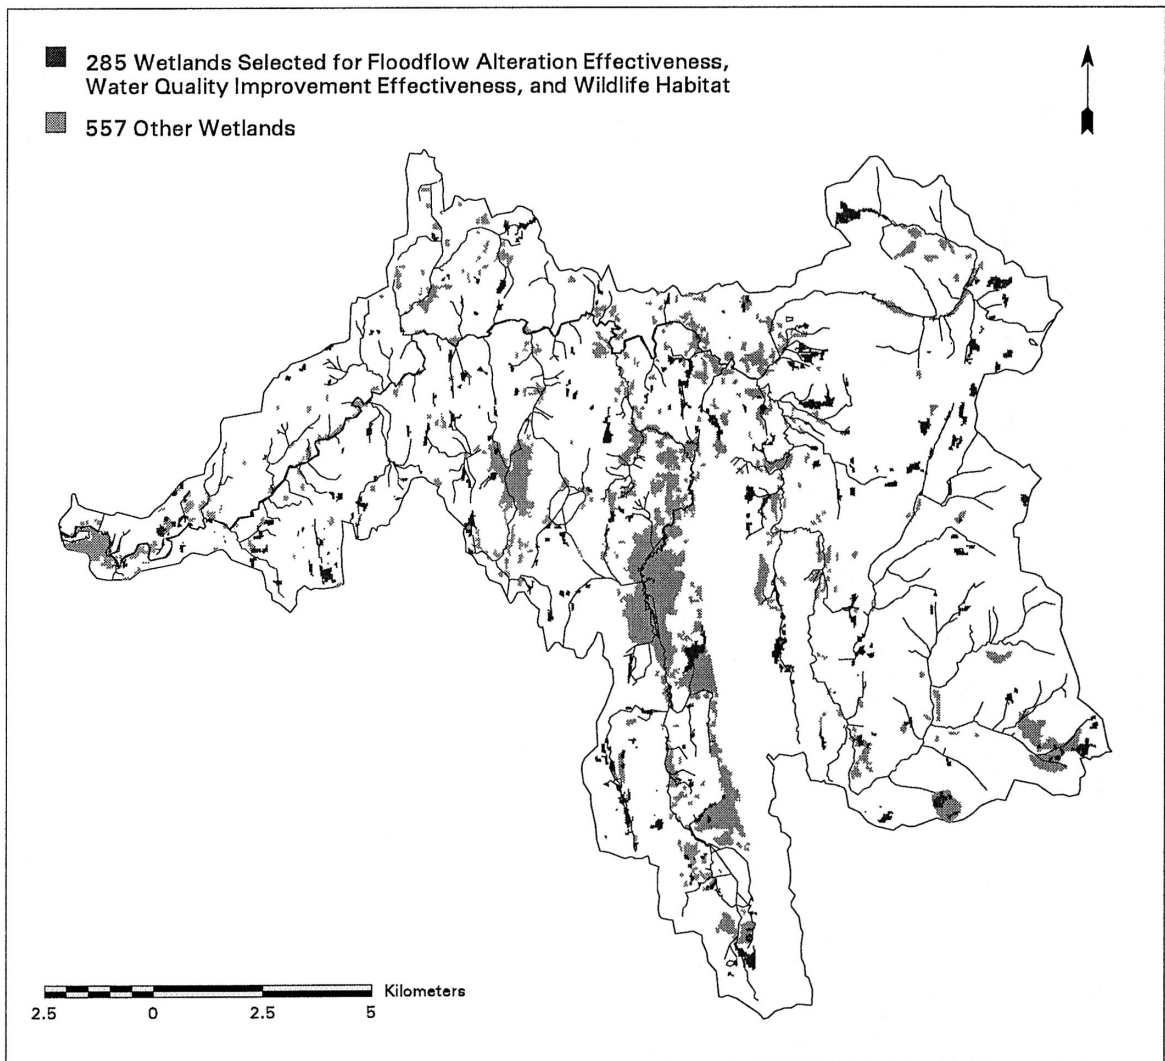 285 Wetlands Selected for Floodflow Alteration Effectiveness,
Water Quality Improvement Effectiveness, and Wildlife Habitat
557 Other Wetlands
Kilometers
2.5 0 2.5 5